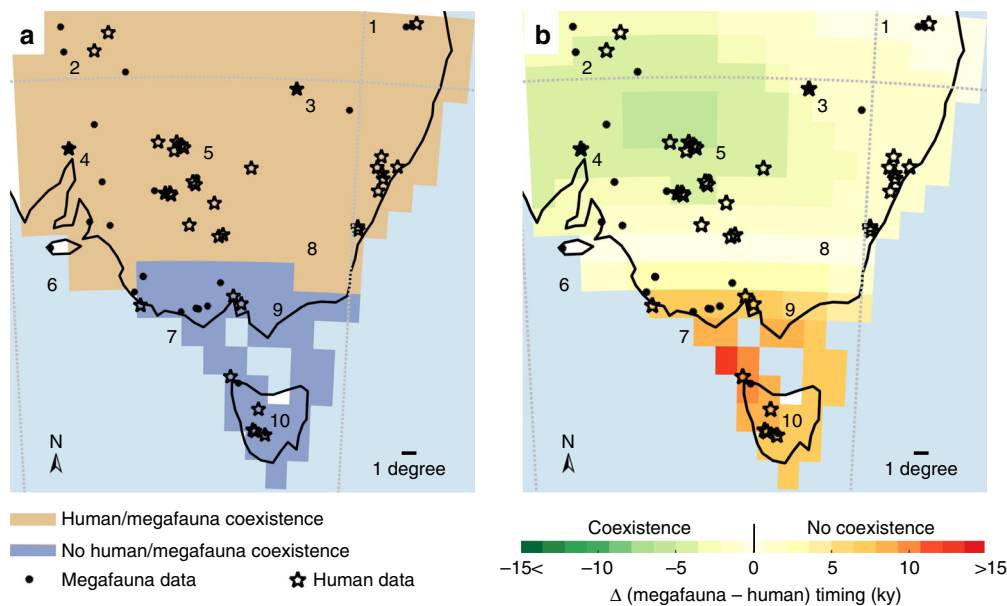 a
1
2
3
4
5
6
7
8
9
10
N
1 degree
Human/megafauna coexistence
No human/megafauna coexistence
Megafauna data
Human data
b
1
2
3
4
5
6
7
8
9
10
N
1 degree
Coexistence
No coexistence
−15<
−10
−5
0
5
10
>15
Δ (megafauna – human) timing (ky)